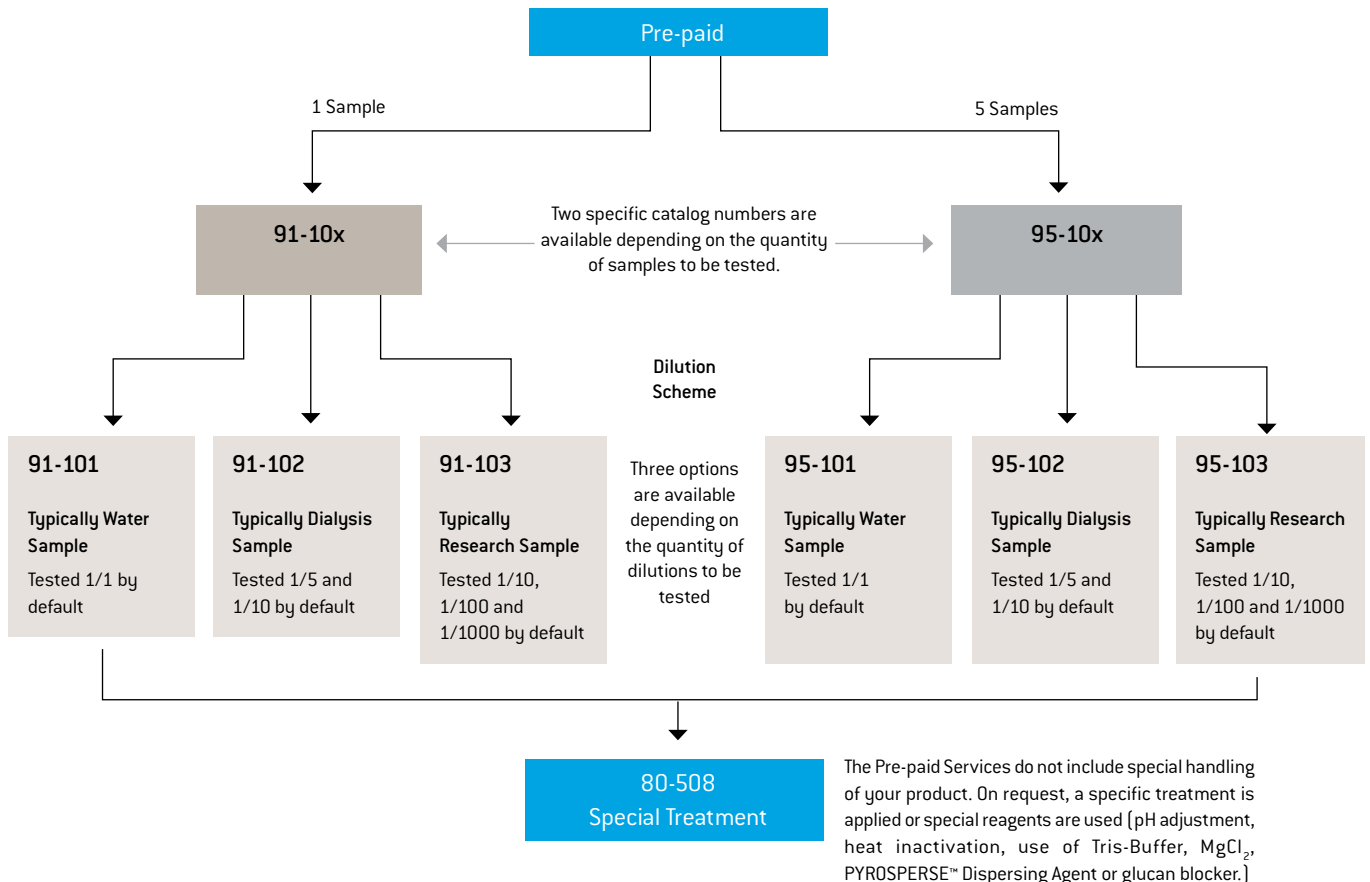 Pre-paid
1 Sample
5 Samples
91-10x
Two specific catalog numbers are
available depending on the quantity
of samples to be tested.
95-10x
Dilution
Scheme
91-101
Typically Water
Sample
Tested 1/1 by
default
91-102
Typically Dialysis
Sample
Tested 1/5 and
1/10 by default
91-103
Typically
Research Sample
Tested 1/10,
1/100 and
1/1000 by default
Three options
are available
depending on
the quantity of
dilutions to be
tested
95-101
Typically Water
Sample
Tested 1/1
by default
95-102
Typically Dialysis
Sample
Tested 1/5 and
1/10 by default
95-103
Typically Research
Sample
Tested 1/10,
1/100 and 1/1000
by default
80-508
Special Treatment
The Pre-paid Services do not include special handling
of your product. On request, a specific treatment is
applied or special reagents are used (pH adjustment,
heat inactivation, use of Tris-Buffer, MgCl₂,
PYROSPERSE™ Dispersing Agent or glucan blocker.)